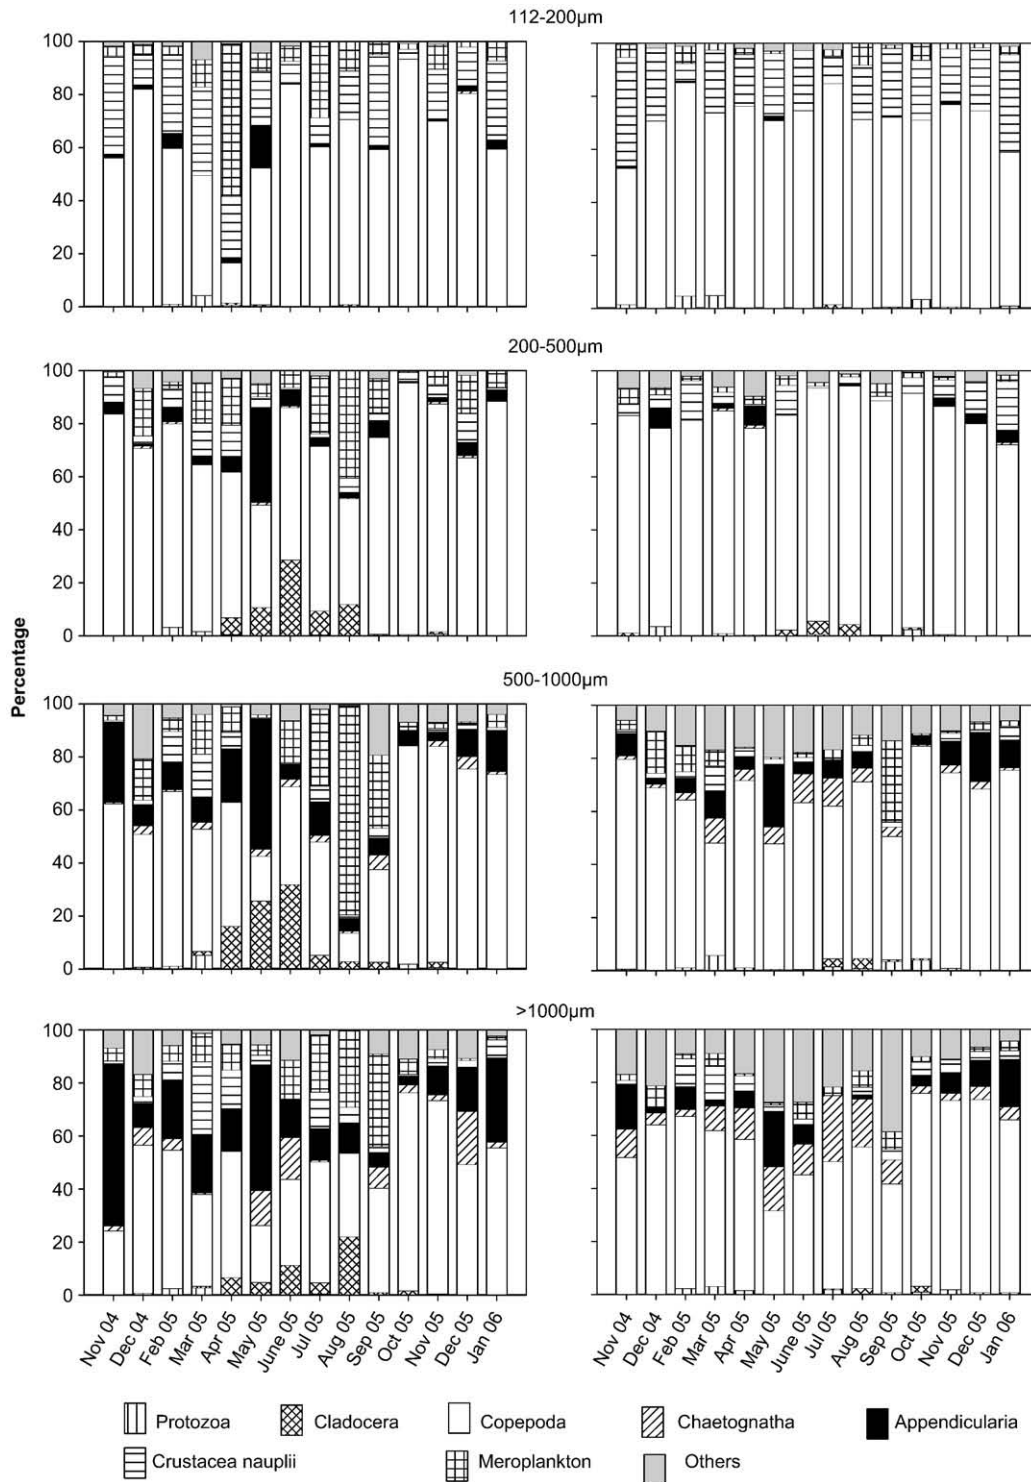 112-200µm
100
80
60
40
20
0
200-500µm
100
80
60
40
20
0
Percentage
500-1000µm
100
80
60
40
20
0
>1000µm
100
80
60
40
20
0
Nov 04 Dec 04 Feb 05 Mar 05 Apr 05 May 05 June 05 Jul 05 Aug 05 Sep 05 Oct 05 Nov 05 Dec 05 Jan 06
Nov 04 Dec 04 Feb 05 Mar 05 Apr 05 May 05 June 05 Jul 05 Aug 05 Sep 05 Oct 05 Nov 05 Dec 05 Jan 06
Protozoa Cladocera Copepoda Chaetognatha Appendicularia
Crustacea nauplii Meroplankton Others